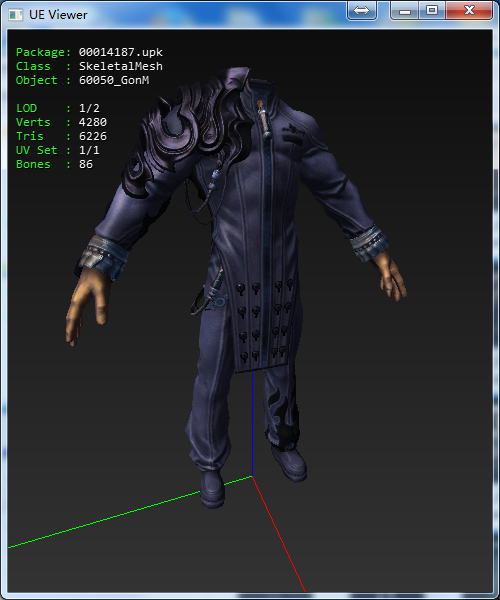 UE Viewer
Package: 00014187.upk
Class : SkeletalMesh
Object : 60050_GonM
LOD : 1/2
Verts : 4280
Tris : 6226
UV Set : 1/1
Bones : 86